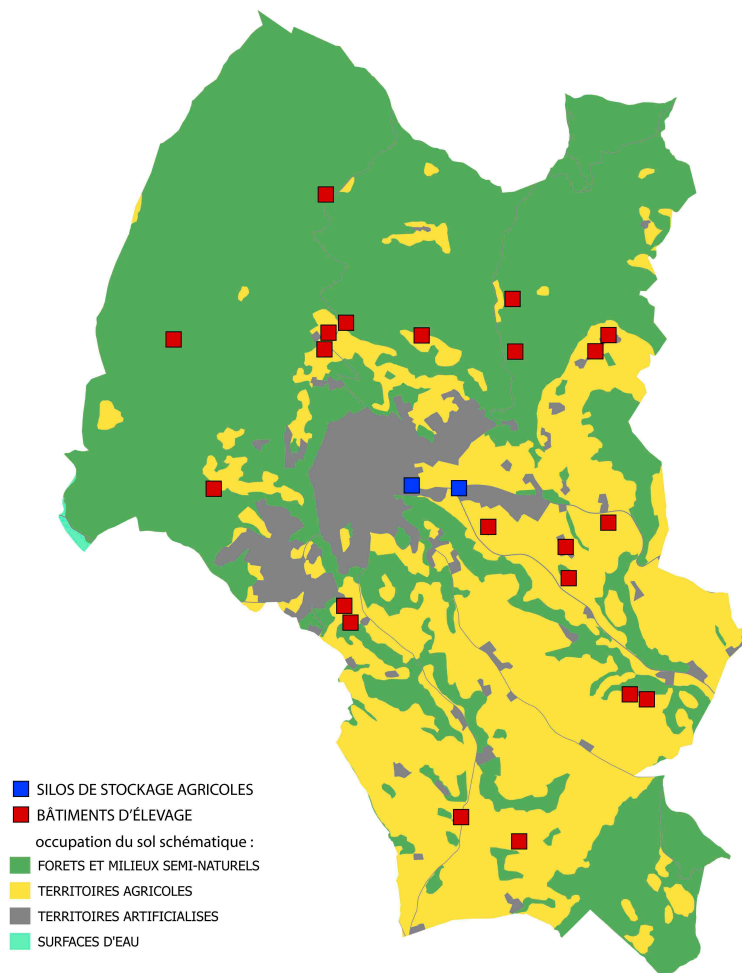 SILOS DE STOCKAGE AGRICOLES
BÂTIMENTS D'ÉLEVAGE
occupation du sol schématique :
FORETS ET MILIEUX SEMI-NATURELS
TERRITOIRES AGRICOLES
TERRITOIRES ARTIFICIALISES
SURFACES D'EAU